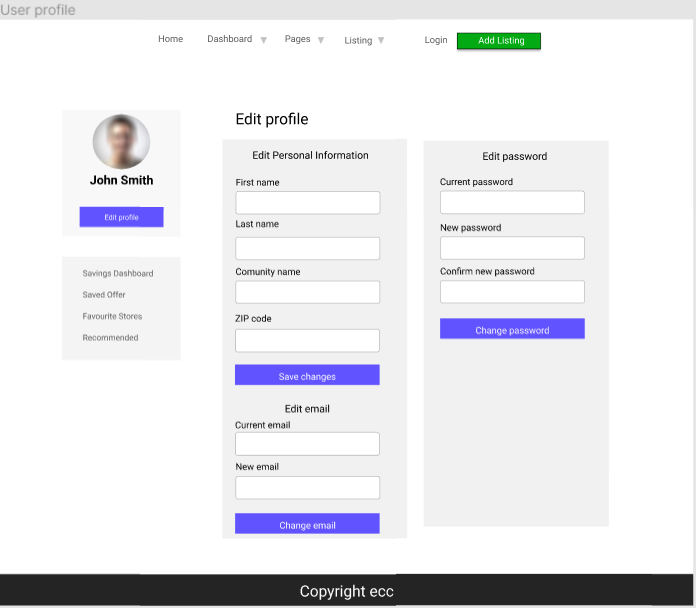 User profile
Home Dashboard Pages Listing Login Add Listing
John Smith
Edit profile
Savings Dashboard
Saved Offer
Favourite Stores
Recommended
Edit profile
Edit Personal Information
First name
Last name
Comunity name
ZIP code
Save changes
Edit email
Current email
New email
Change email
Edit password
Current password
New password
Confirm new password
Change password
Copyright ecc